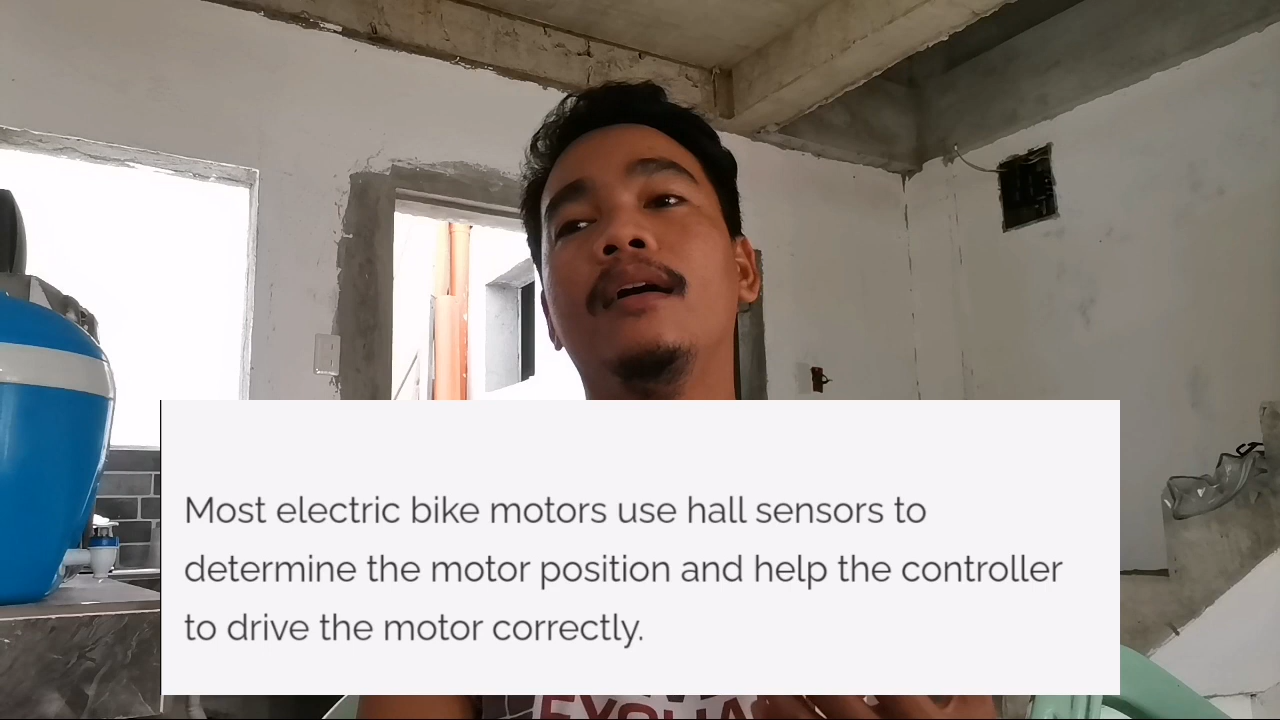 Most electric bike motors use hall sensors to
determine the motor position and help the controller
to drive the motor correctly.